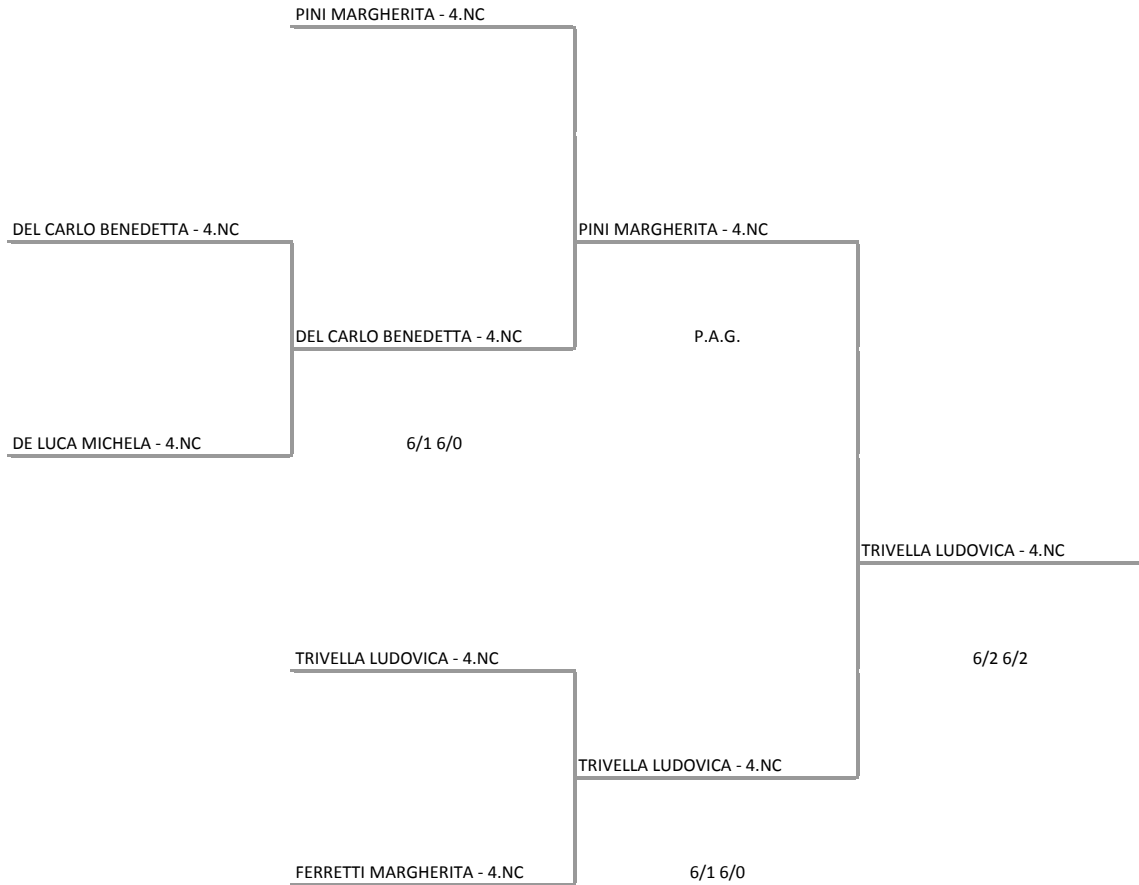 PINI MARGHERITA - 4.NC
DEL CARLO BENEDETTA - 4.NC
PINI MARGHERITA - 4.NC
DEL CARLO BENEDETTA - 4.NC
P.A.G.
DE LUCA MICHELA - 4.NC
6/1 6/0
TRIVELLA LUDOVICA - 4.NC
TRIVELLA LUDOVICA - 4.NC
6/2 6/2
TRIVELLA LUDOVICA - 4.NC
FERRETTI MARGHERITA - 4.NC
6/1 6/0